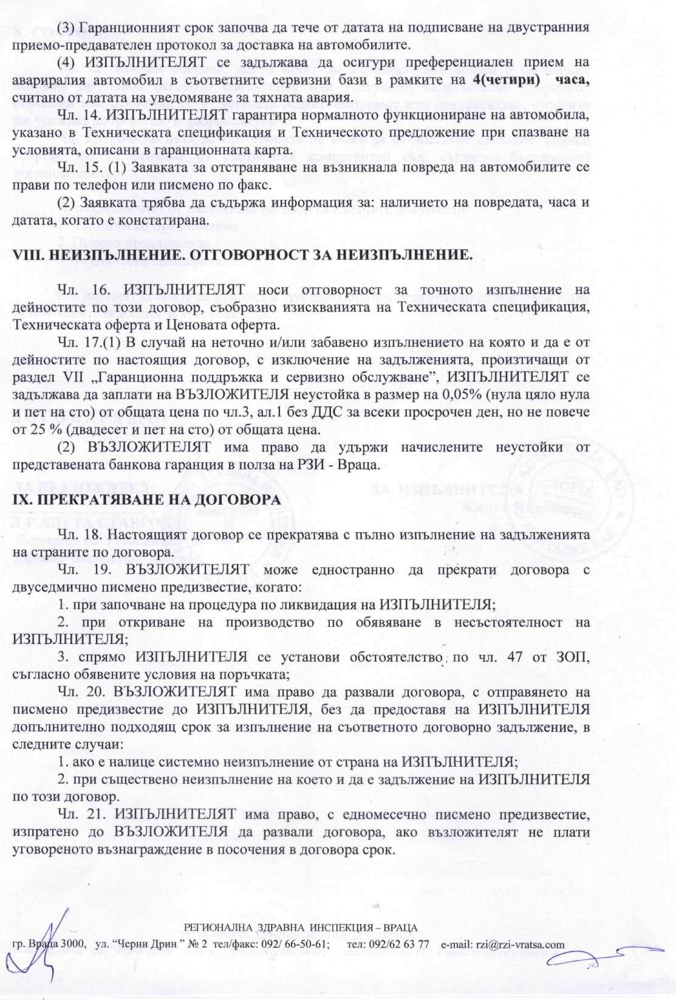 (3) Гаранционният срок започва да тече от датата на подписване на двустранния
приемо-предавателен протокол за доставка на автомобилите.
(4) ИЗПЪЛНИТЕЛЯТ се задължава да осигури преференциален прием на
авариралия автомобил в съответните сервизни бази в рамките на 4(четири) часа,
считано от датата на уведомяване за тяхната авария.
Чл. 14. ИЗПЪЛНИТЕЛЯТ гарантира нормалното функциониране на автомобила,
указано в Техническата спецификация и Техническото предложение при спазване на
условията, описани в гаранционната карта.
Чл. 15. (1) Заявката за отстраняване на възникнала повреда на автомобилите се
прави по телефон или писмено по факс.
(2) Заявката трябва да съдържа информация за: наличието на повредата, часа и
датата, когато е констатирана.
VIII. НЕИЗПЪЛНЕНИЕ. ОТГОВОРНОСТ ЗА НЕИЗПЪЛНЕНИЕ.
Чл. 16. ИЗПЪЛНИТЕЛЯТ носи отговорност за точното изпълнение на
дейностите по този договор, съобразно изискванията на Техническата спецификация,
Техническата оферта и Ценовата оферта.
Чл. 17.(1) В случай на неточно и/или забавено изпълнението на която и да е от
дейностите по настоящия договор, с изключение на задълженията, произтичащи от
раздел VII „Гаранционна поддръжка и сервизно обслужване”, ИЗПЪЛНИТЕЛЯТ се
задължава да заплати на ВЪЗЛОЖИТЕЛЯ неустойка в размер на 0,05% (нула цяло нула
и пет на сто) от общата цена по чл.3, ал.1 без ДДС за всеки просрочен ден, но не повече
от 25 % (двадесет и пет на сто) от общата цена.
(2) ВЪЗЛОЖИТЕЛЯТ има право да удържи начислените неустойки от
представената банкова гаранция в полза на РЗИ - Враца.
IX. ПРЕКРАТЯВАНЕ НА ДОГОВОРА
Чл. 18. Настоящият договор се прекратява с пълно изпълнение на задълженията
на страните по договора.
Чл. 19. ВЪЗЛОЖИТЕЛЯТ може едностранно да прекрати договора с
двуседмично писмено предизвестие, когато:
1. при започване на процедура по ликвидация на ИЗПЪЛНИТЕЛЯ;
2. при откриване на производство по обявяване в несъстоятелност на
ИЗПЪЛНИТЕЛЯ;
3. спрямо ИЗПЪЛНИТЕЛЯ се установи обстоятелство по чл. 47 от ЗОП,
съгласно обявените условия на поръчката;
Чл. 20. ВЪЗЛОЖИТЕЛЯТ има право да развали договора, с отправянето на
писмено предизвестие до ИЗПЪЛНИТЕЛЯ, без да предоставя на ИЗПЪЛНИТЕЛЯ
допълнително подходящ срок за изпълнение на съответното договорно задължение, в
следните случаи:
1. ако е налице системно неизпълнение от страна на ИЗПЪЛНИТЕЛЯ;
2. при съществено неизпълнение на което и да е задължение на ИЗПЪЛНИТЕЛЯ
по този договор.
Чл. 21. ИЗПЪЛНИТЕЛЯТ има право, с едномесечно писмено предизвестие,
изпратено до ВЪЗЛОЖИТЕЛЯ да развали договора, ако възложителят не плати
уговореното възнаграждение в посочения в договора срок.
РЕГИОНАЛНА ЗДРАВНА ИНСПЕКЦИЯ – ВРАЦА
гр. Враца 3000, ул. “Черни Дрин ” № 2 тел/факс: 092/ 66-50-61; тел: 092/62 63 77 e-mail: rzi@rzi-vratsa.com